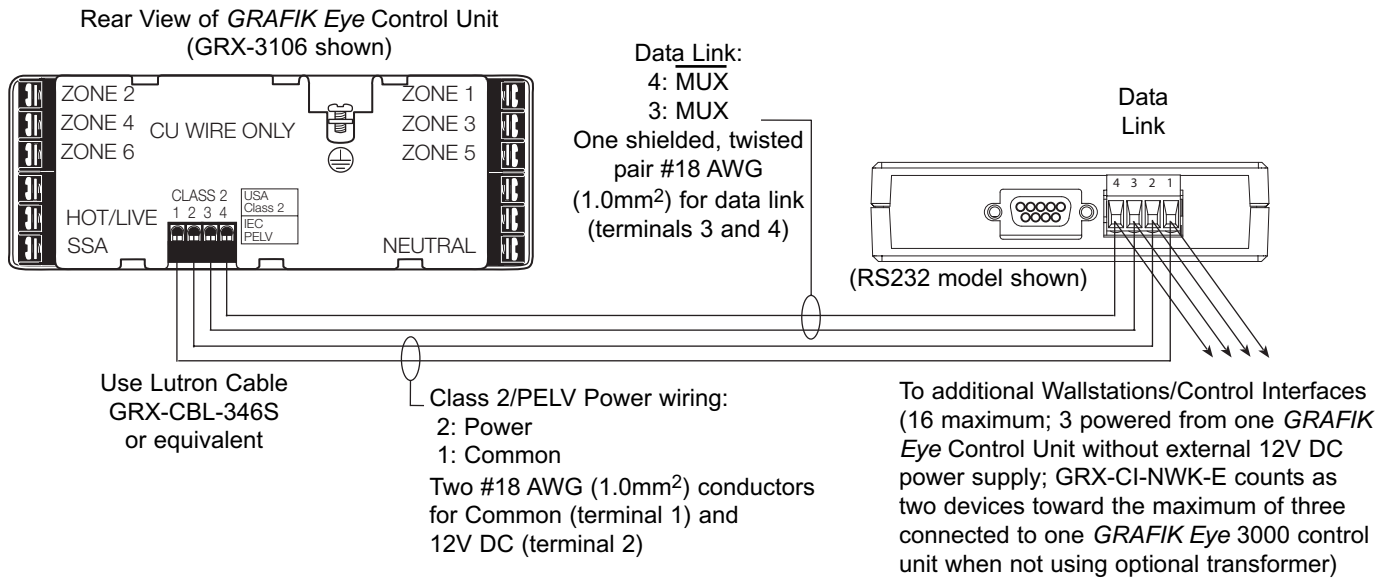 Rear View of GRAFIK Eye Control Unit
(GRX-3106 shown)
ZONE 2
ZONE 4
ZONE 6
CU WIRE ONLY
ZONE 1
ZONE 3
ZONE 5
HOT/LIVE
SSA
CLASS 2
1 2 3 4
USA
Class 2
IEC
PELV
NEUTRAL
Data Link:
4: M̅U̅X̅
3: MUX
One shielded, twisted
pair #18 AWG
(1.0mm²) for data link
(terminals 3 and 4)
Data
Link
4 3 2 1
(RS232 model shown)
Use Lutron Cable
GRX-CBL-346S
or equivalent
Class 2/PELV Power wiring:
2: Power
1: Common
Two #18 AWG (1.0mm²) conductors
for Common (terminal 1) and
12V DC (terminal 2)
To additional Wallstations/Control Interfaces
(16 maximum; 3 powered from one GRAFIK
Eye Control Unit without external 12V DC
power supply; GRX-CI-NWK-E counts as
two devices toward the maximum of three
connected to one GRAFIK Eye 3000 control
unit when not using optional transformer)